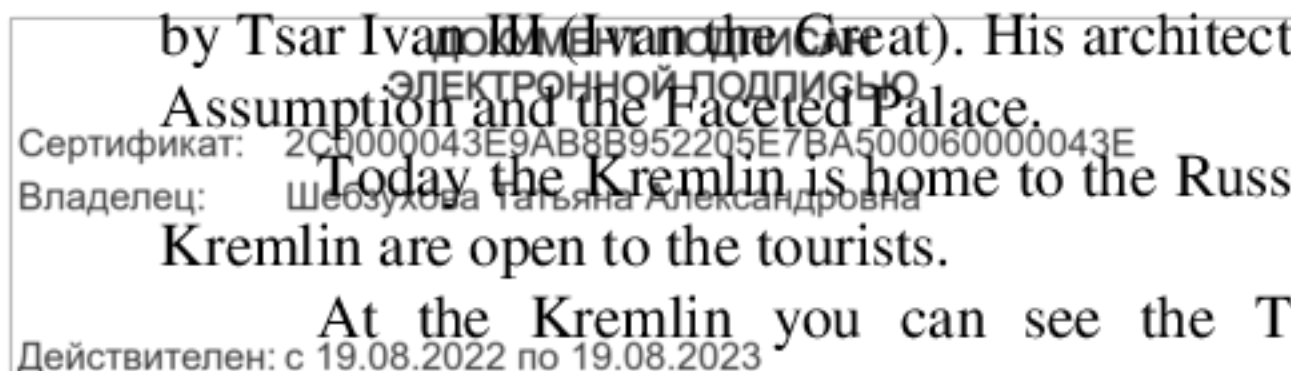 by Tsar Ivan III (Ivan the Great). His architect
ДОКУМЕНТ ПОДПИСАН
ЭЛЕКТРОННОЙ ПОДПИСЬЮ
Assumption and the Faceted Palace.
Сертификат: 2C0000043E9AB8B952205E7BA500060000043E
Today the Kremlin is home to the Russ
Владелец: Шебзухова Татьяна Александровна
Kremlin are open to the tourists.
At the Kremlin you can see the T
Действителен: с 19.08.2022 по 19.08.2023